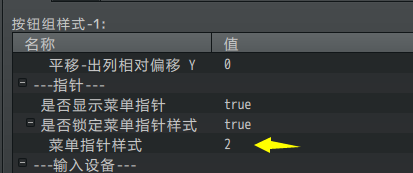 按钮组样式-1:
名称 值
平移-出列相对偏移 Y 0
---指针---
是否显示菜单指针 true
是否锁定菜单指针样式 true
菜单指针样式 2
---输入设备---